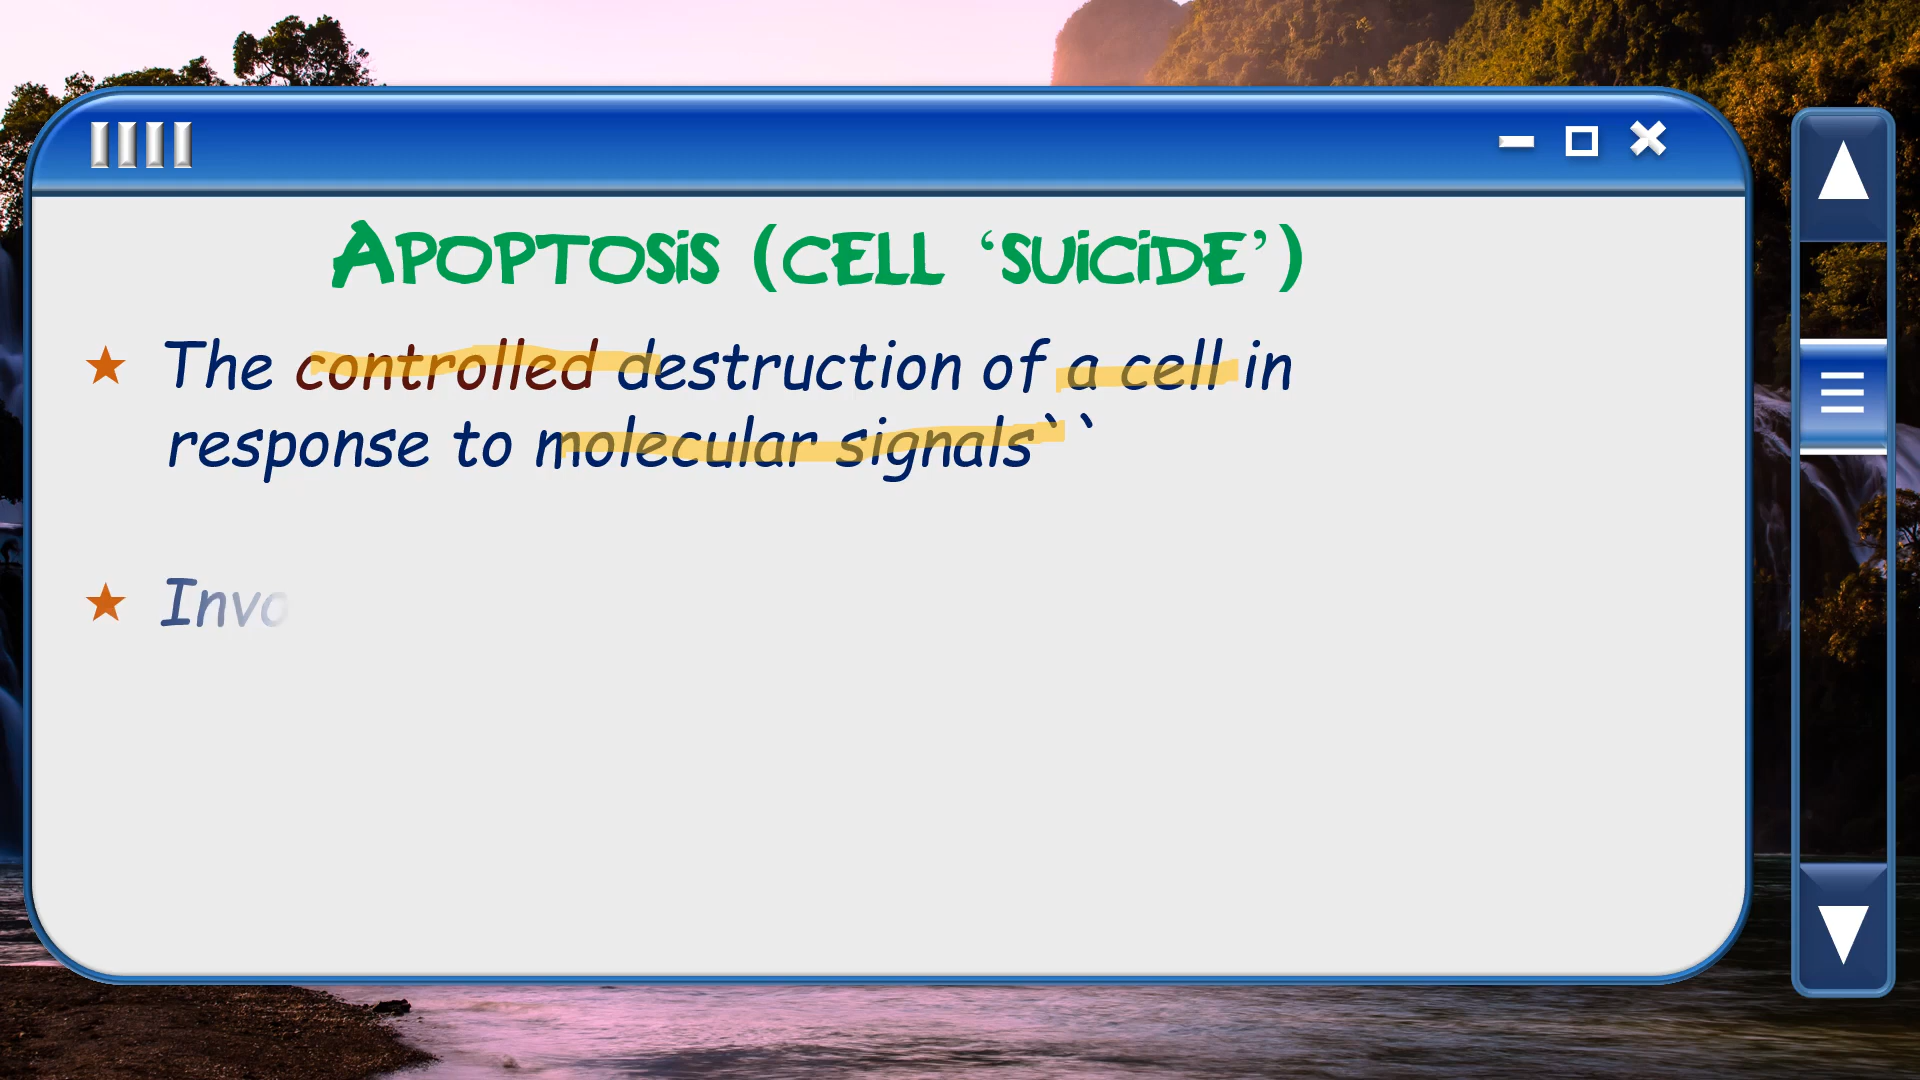 Apoptosis (cell ‘suicide’)
★ The controlled destruction of a cell in
response to molecular signals``
★ Invo